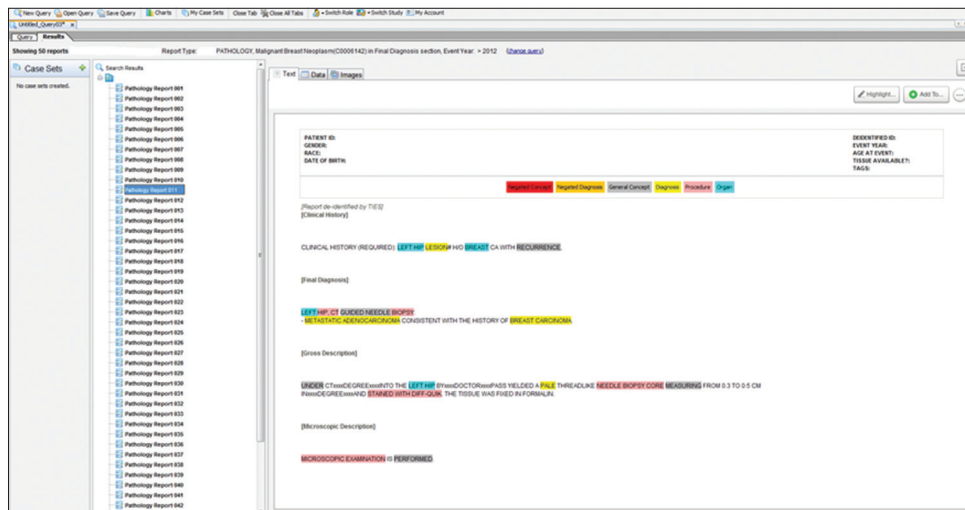 New Query Open Query Save Query Charts My Case Sets Close Tab Close All Tabs Switch Role Switch Study My Account
Untitled_Query03*
Query Results
Showing 50 reports Report Type: PATHOLOGY, Malignant Breast Neoplasm(C0006142) in Final Diagnosis section, Event Year: > 2012 (change query)
Case Sets
No case sets created.
Search Results
Pathology Report 001
Pathology Report 002
Pathology Report 003
Pathology Report 004
Pathology Report 005
Pathology Report 006
Pathology Report 007
Pathology Report 008
Pathology Report 009
Pathology Report 010
Pathology Report 011
Pathology Report 012
Pathology Report 013
Pathology Report 014
Pathology Report 015
Pathology Report 016
Pathology Report 017
Pathology Report 018
Pathology Report 019
Pathology Report 020
Pathology Report 021
Pathology Report 022
Pathology Report 023
Pathology Report 024
Pathology Report 025
Pathology Report 026
Pathology Report 027
Pathology Report 028
Pathology Report 029
Pathology Report 030
Pathology Report 031
Pathology Report 032
Pathology Report 033
Pathology Report 034
Pathology Report 035
Pathology Report 036
Pathology Report 037
Pathology Report 038
Pathology Report 039
Pathology Report 040
Pathology Report 041
Pathology Report 042
Text Data Images
Highlight... Add To...
PATIENT ID: DEIDENTIFIED ID:
GENDER: EVENT YEAR:
RACE: AGE AT EVENT:
DATE OF BIRTH: TISSUE AVAILABLE?:
TAGS:
Negated Concept Negated Diagnosis General Concept Diagnosis Procedure Organ
[Report de-identified by TIES]
[Clinical History]
CLINICAL HISTORY (REQUIRED): LEFT HIP LESION# H/O BREAST CA WITH RECURRENCE.
[Final Diagnosis]
LEFT HIP, CT GUIDED NEEDLE BIOPSY:
- METASTATIC ADENOCARCINOMA CONSISTENT WITH THE HISTORY OF BREAST CARCINOMA
[Gross Description]
UNDER CTxxxxDEGREExxxxINTO THE LEFT HIP BYxxxxDOCTORxxxxPASS YIELDED A PALE THREADLIKE NEEDLE BIOPSY CORE MEASURING FROM 0.3 TO 0.5 CM
INxxxxDEGREExxxxAND STAINED WITH DIFF-QUIK. THE TISSUE WAS FIXED IN FORMALIN.
[Microscopic Description]
MICROSCOPIC EXAMINATION IS PERFORMED.